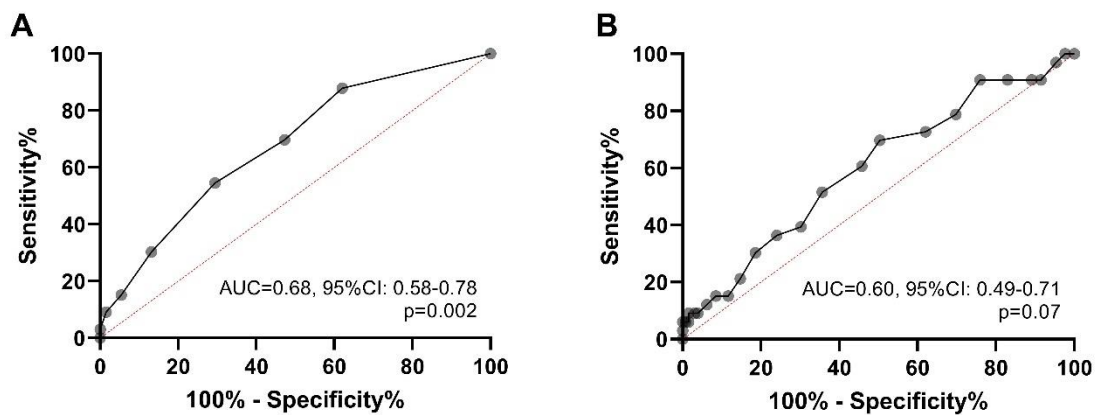 A
100
80
60
40
20
0
Sensitivity%
AUC=0.68, 95%CI: 0.58-0.78
p=0.002
0 20 40 60 80 100
100% - Specificity%
B
100
80
60
40
20
0
Sensitivity%
AUC=0.60, 95%CI: 0.49-0.71
p=0.07
0 20 40 60 80 100
100% - Specificity%